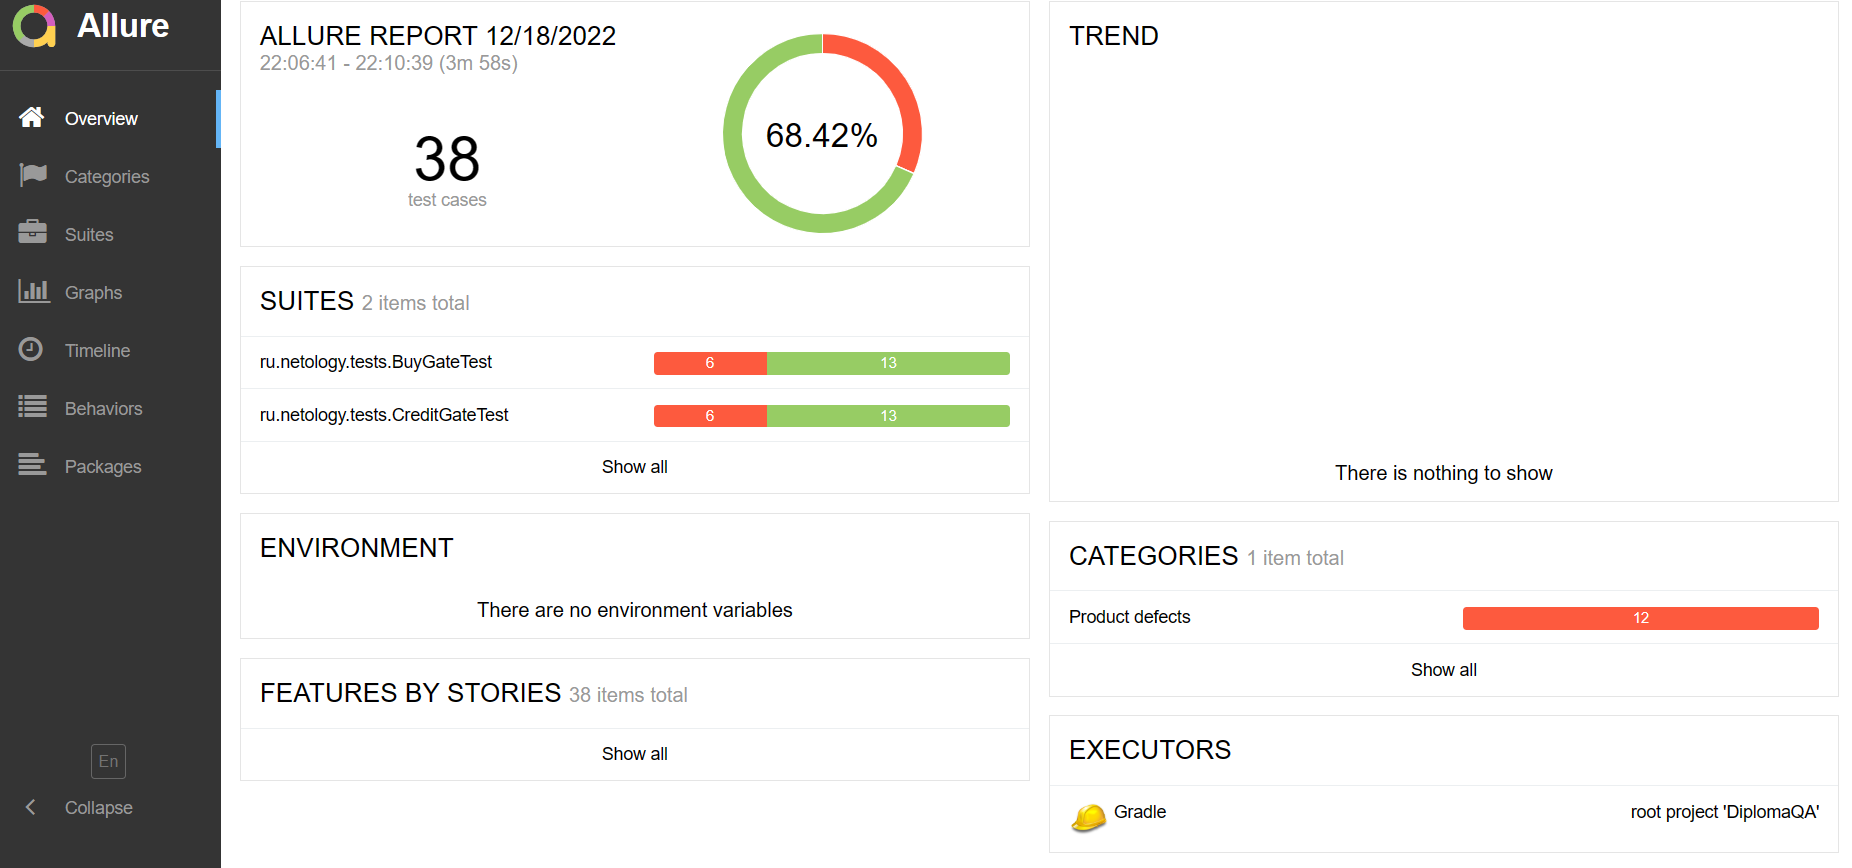 Allure
Overview
Categories
Suites
Graphs
Timeline
Behaviors
Packages
En
Collapse
ALLURE REPORT 12/18/2022
22:06:41 - 22:10:39 (3m 58s)
38
test cases
68.42%
SUITES 2 items total
ru.netology.tests.BuyGateTest 6 13
ru.netology.tests.CreditGateTest 6 13
Show all
ENVIRONMENT
There are no environment variables
FEATURES BY STORIES 38 items total
Show all
TREND
There is nothing to show
CATEGORIES 1 item total
Product defects 12
Show all
EXECUTORS
Gradle root project 'DiplomaQA'